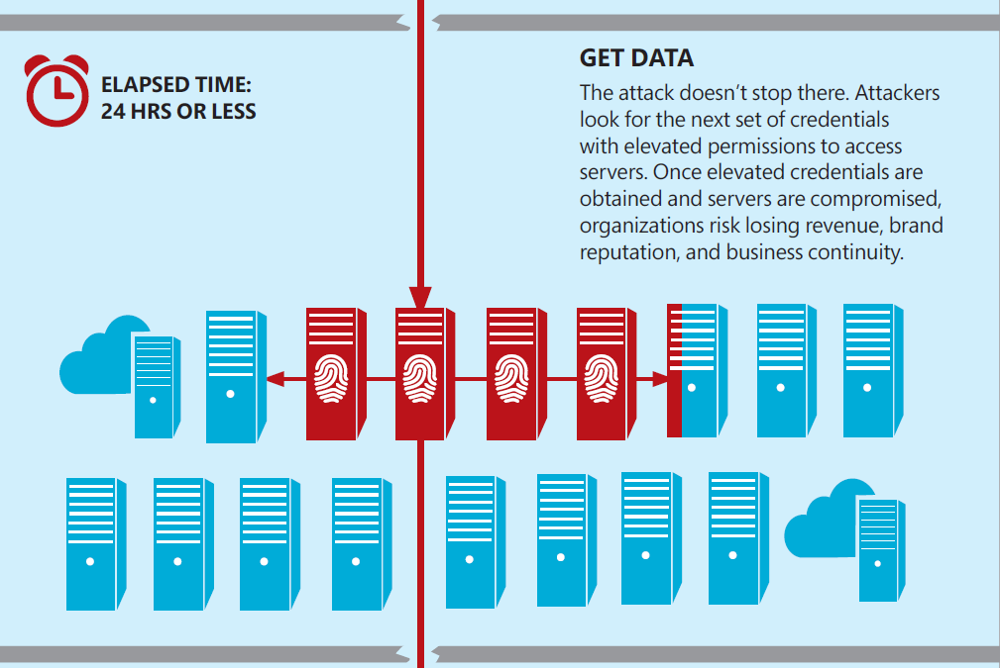 ELAPSED TIME:
24 HRS OR LESS
GET DATA
The attack doesn’t stop there. Attackers
look for the next set of credentials
with elevated permissions to access
servers. Once elevated credentials are
obtained and servers are compromised,
organizations risk losing revenue, brand
reputation, and business continuity.